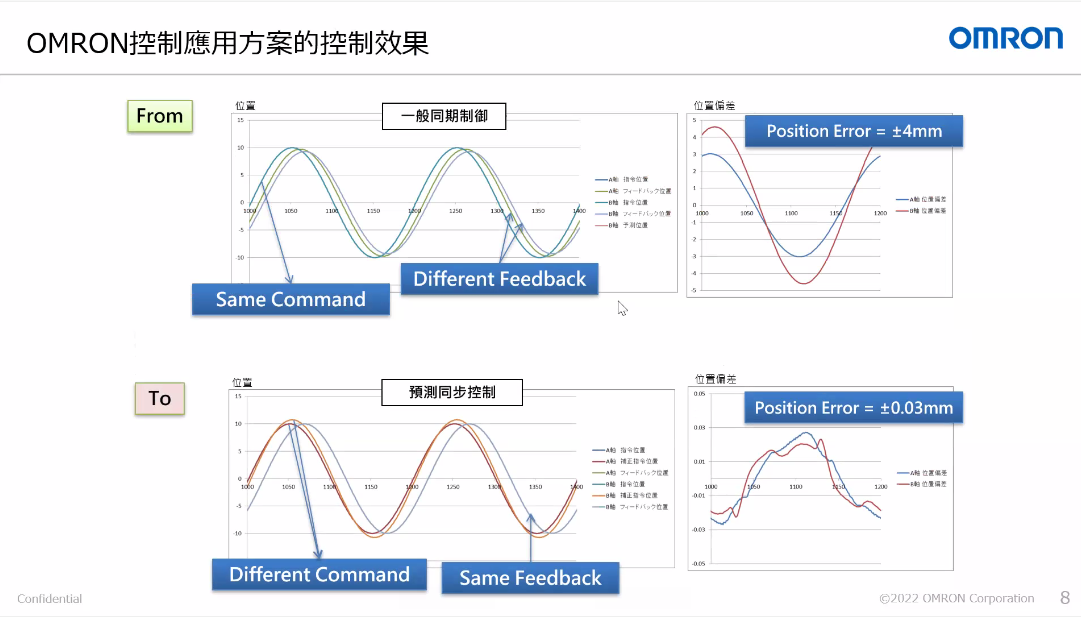 OMRON控制應用方案的控制效果
OMRON
From
位置
一般同期制御
15
10
5
0
-5
-10
1000
1050
1100
1150
1200
1250
1300
1350
1400
A軸 指令位置
A軸 フィードバック位置
B軸 指令位置
B軸 フィードバック位置
B軸 予測位置
Same Command
Different Feedback
位置偏差
Position Error = ±4mm
5
4
3
2
1
0
-1
-2
-3
-4
-5
1000
1050
1100
1150
1200
A軸 位置偏差
B軸 位置偏差
To
位置
預測同步控制
15
10
5
0
-5
-10
1000
1050
1100
1150
1200
1250
1300
1350
1400
A軸 指令位置
A軸 補正指令位置
A軸 フィードバック位置
B軸 指令位置
B軸 補正指令位置
B軸 フィードバック位置
Different Command
Same Feedback
位置偏差
Position Error = ±0.03mm
0.05
0.03
0.01
-0.01
-0.03
-0.05
1000
1050
1100
1150
1200
A軸 位置偏差
B軸 位置偏差
Confidential
©2022 OMRON Corporation
8